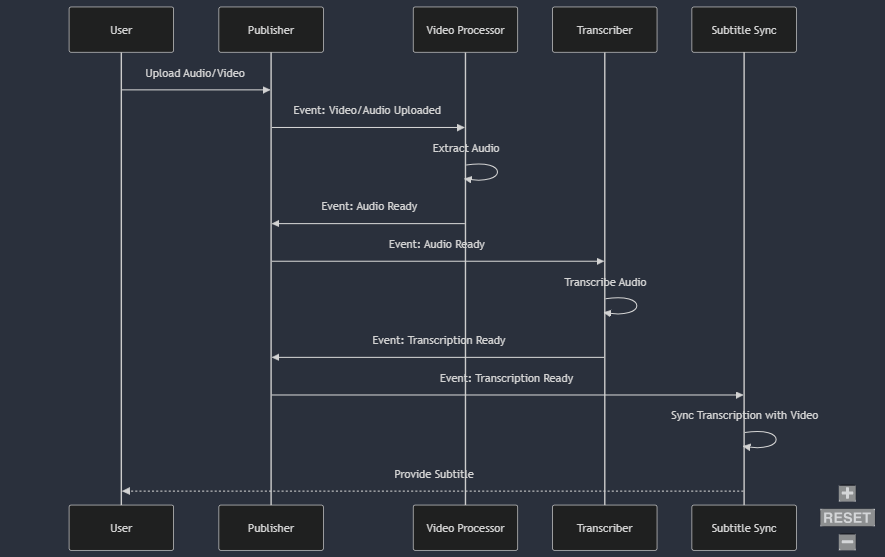 User
Publisher
Video Processor
Transcriber
Subtitle Sync
Upload Audio/Video
Event: Video/Audio Uploaded
Extract Audio
Event: Audio Ready
Event: Audio Ready
Transcribe Audio
Event: Transcription Ready
Event: Transcription Ready
Sync Transcription with Video
Provide Subtitle
User
Publisher
Video Processor
Transcriber
Subtitle Sync
+
RESET
−